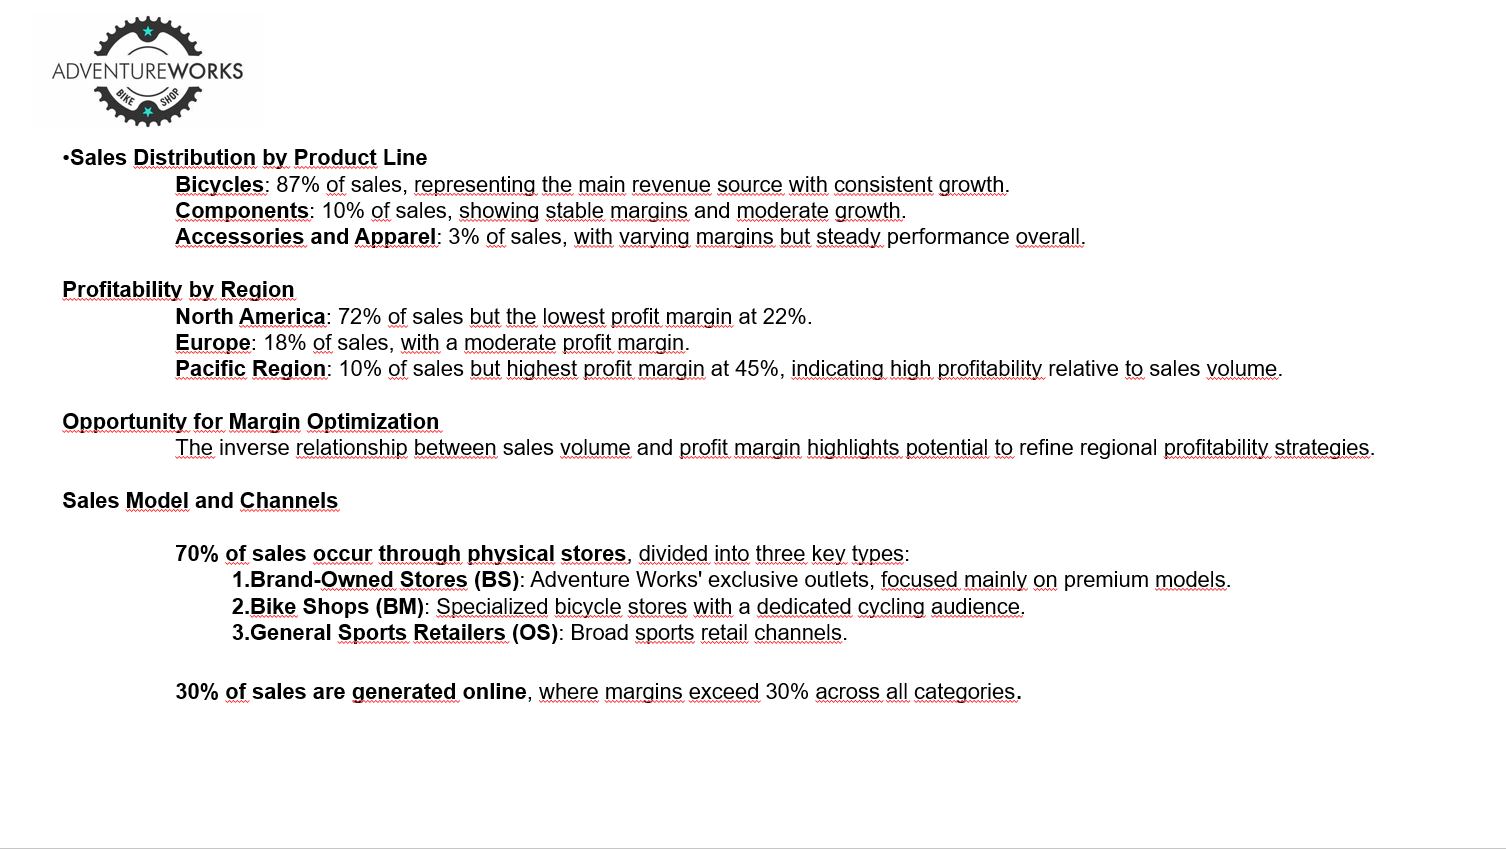 ADVENTUREWORKS
BIKE SHOP
•Sales Distribution by Product Line
Bicycles: 87% of sales, representing the main revenue source with consistent growth.
Components: 10% of sales, showing stable margins and moderate growth.
Accessories and Apparel: 3% of sales, with varying margins but steady performance overall.
Profitability by Region
North America: 72% of sales but the lowest profit margin at 22%.
Europe: 18% of sales, with a moderate profit margin.
Pacific Region: 10% of sales but highest profit margin at 45%, indicating high profitability relative to sales volume.
Opportunity for Margin Optimization
The inverse relationship between sales volume and profit margin highlights potential to refine regional profitability strategies.
Sales Model and Channels
70% of sales occur through physical stores, divided into three key types:
1.Brand-Owned Stores (BS): Adventure Works' exclusive outlets, focused mainly on premium models.
2.Bike Shops (BM): Specialized bicycle stores with a dedicated cycling audience.
3.General Sports Retailers (OS): Broad sports retail channels.
30% of sales are generated online, where margins exceed 30% across all categories.